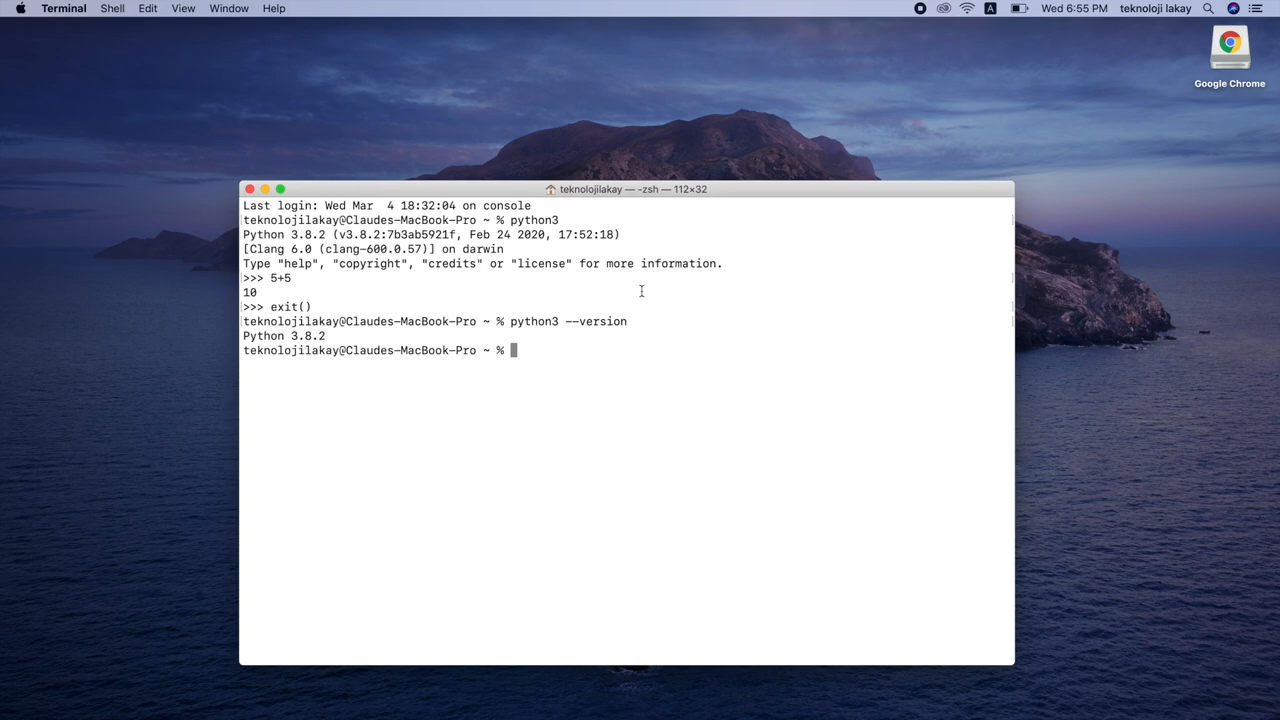 Terminal Shell Edit View Window Help
A Wed 6:55 PM teknoloji lakay
Google Chrome
teknolojilakay — -zsh — 112×32
Last login: Wed Mar  4 18:32:04 on console
teknolojilakay@Claudes-MacBook-Pro ~ % python3
Python 3.8.2 (v3.8.2:7b3ab5921f, Feb 24 2020, 17:52:18)
[Clang 6.0 (clang-600.0.57)] on darwin
Type "help", "copyright", "credits" or "license" for more information.
>>> 5+5
10
>>> exit()
teknolojilakay@Claudes-MacBook-Pro ~ % python3 --version
Python 3.8.2
teknolojilakay@Claudes-MacBook-Pro ~ %